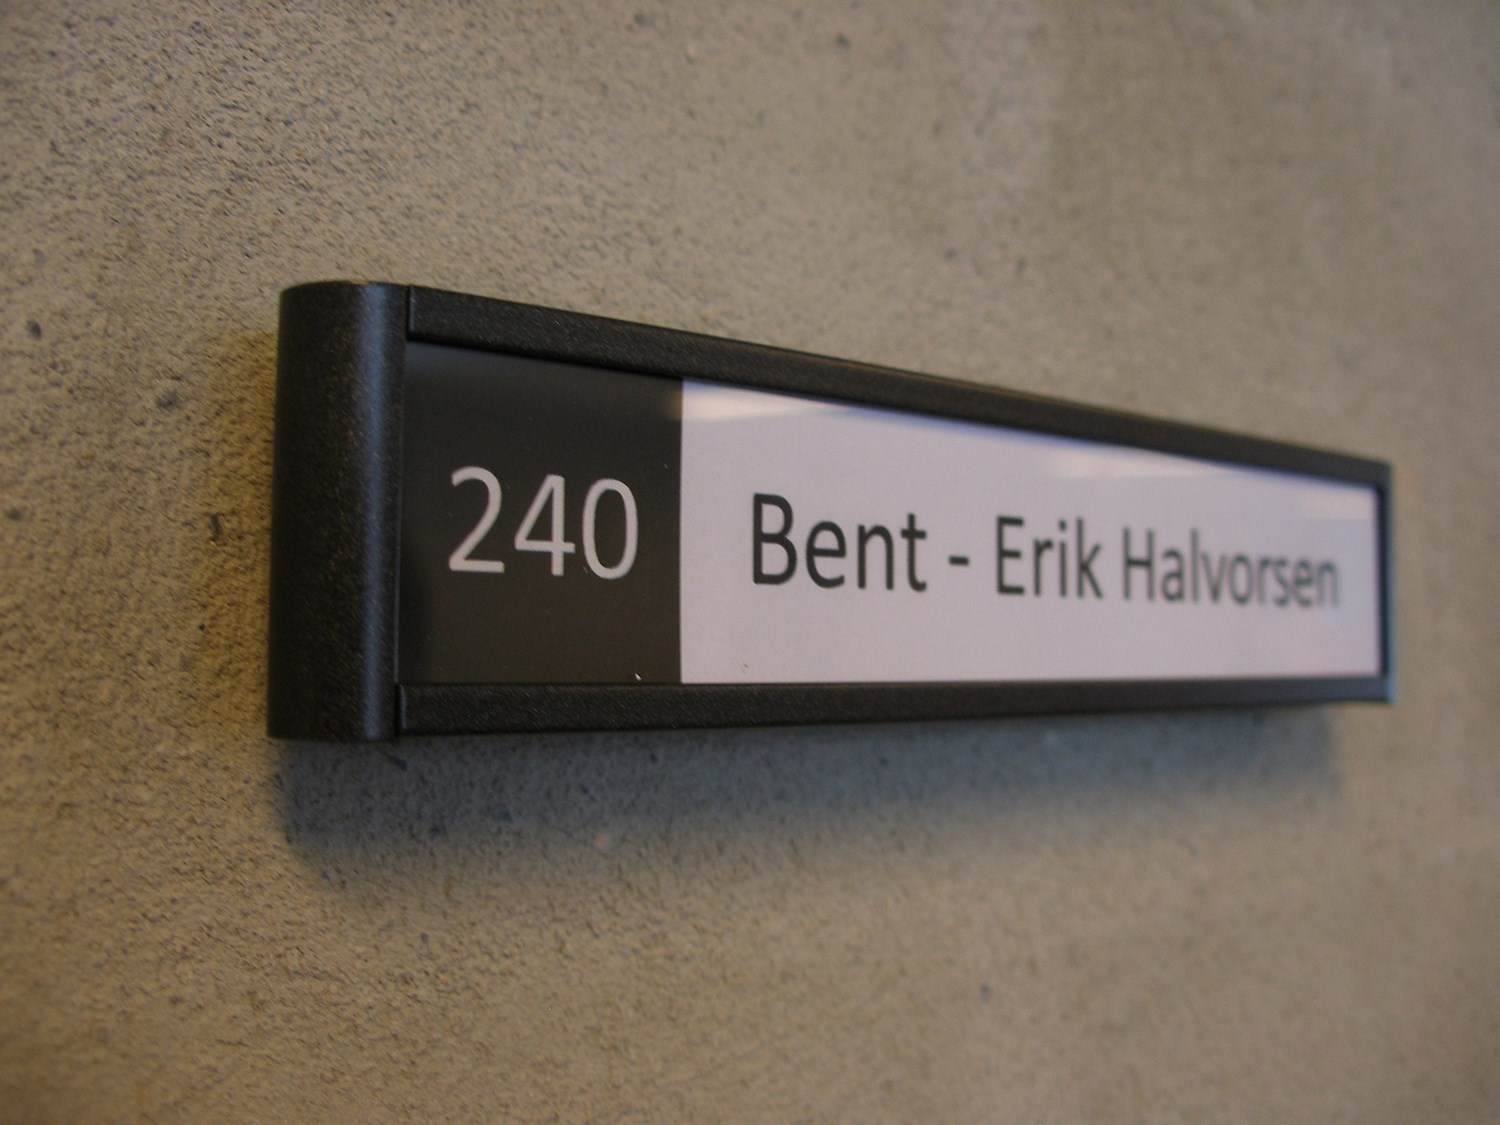 240 Bent - Erik Halvorsen